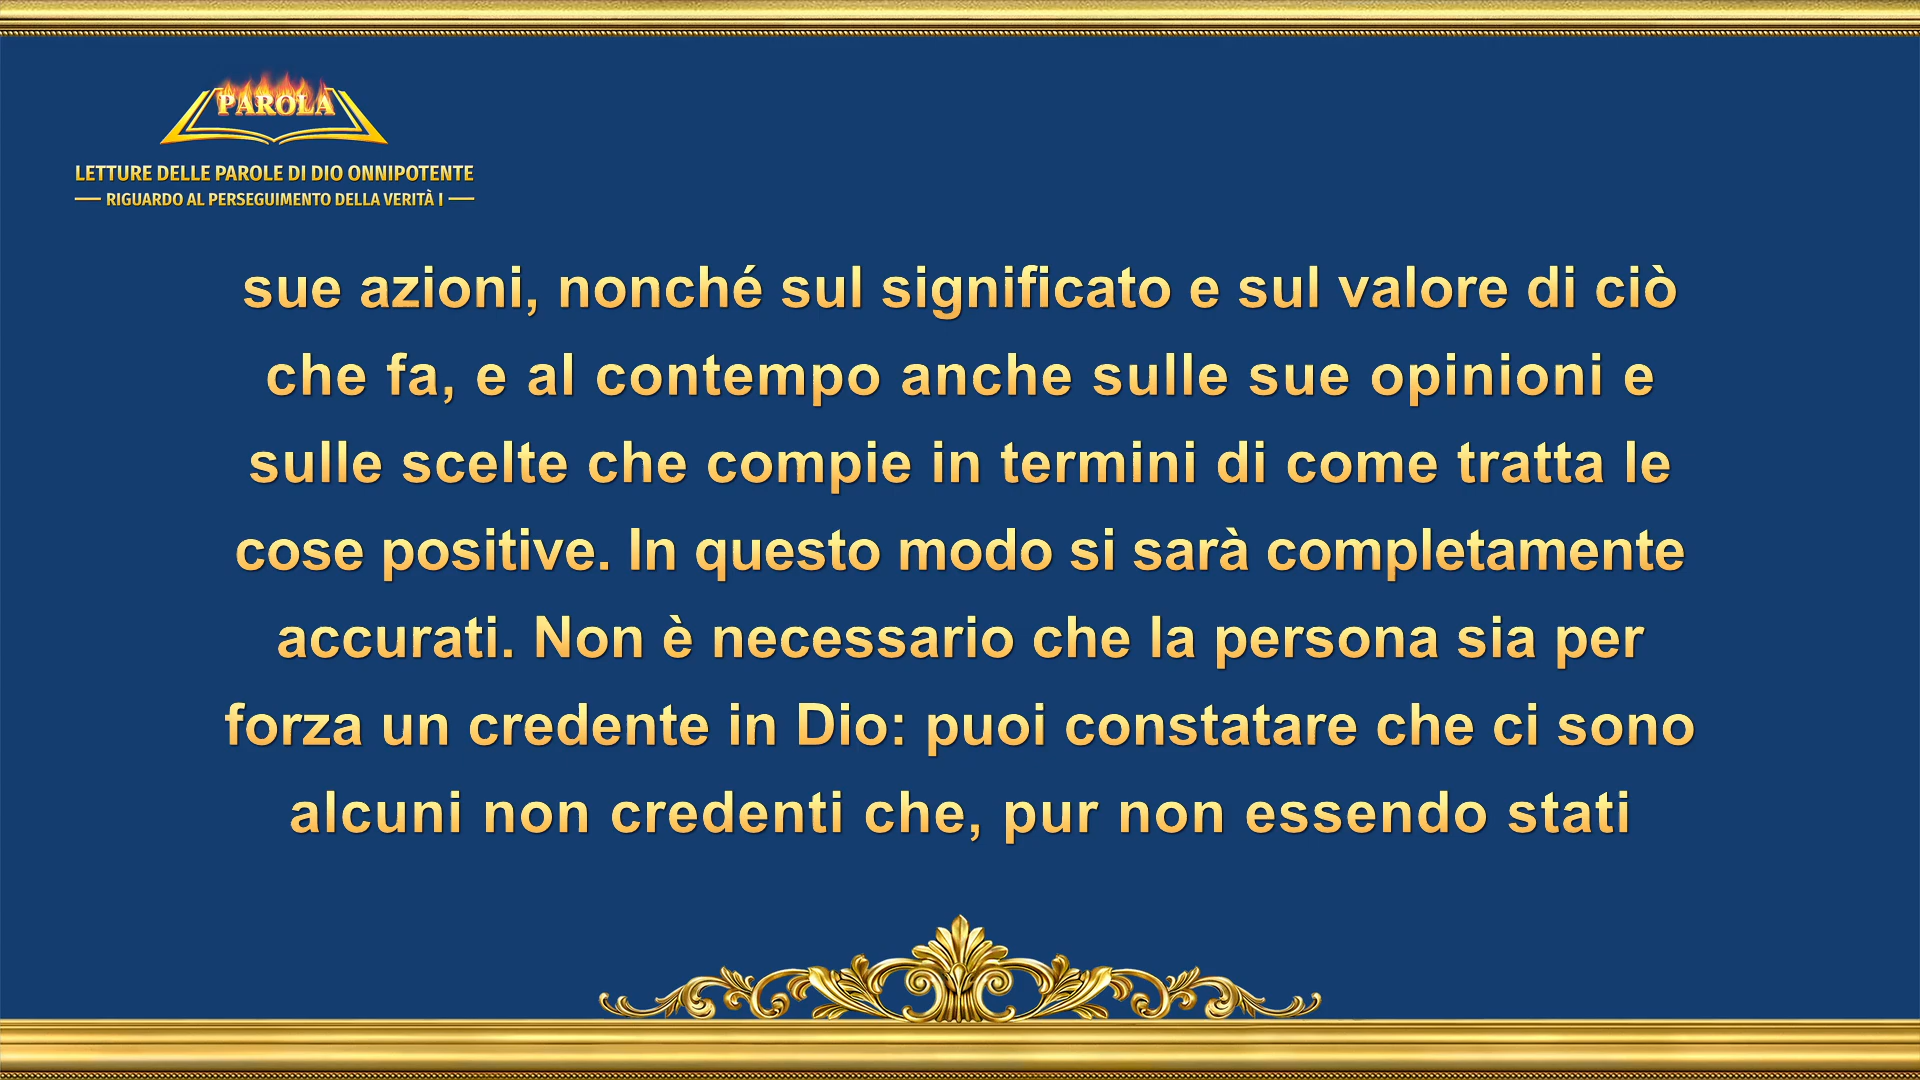 PAROLA
LETTURE DELLE PAROLE DI DIO ONNIPOTENTE
RIGUARDO AL PERSEGUIMENTO DELLA VERITÀ I
sue azioni, nonché sul significato e sul valore di ciò
che fa, e al contempo anche sulle sue opinioni e
sulle scelte che compie in termini di come tratta le
cose positive. In questo modo si sarà completamente
accurati. Non è necessario che la persona sia per
forza un credente in Dio: puoi constatare che ci sono
alcuni non credenti che, pur non essendo stati